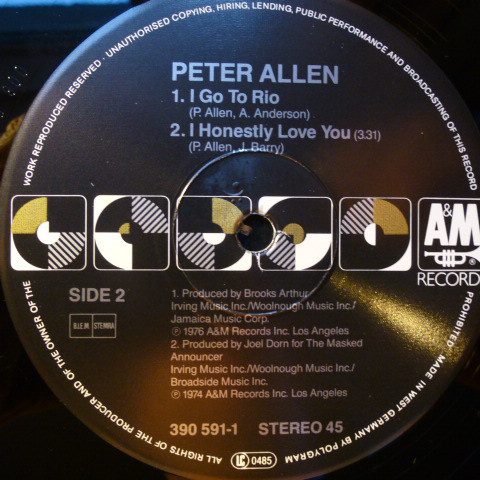 WORK REPRODUCED RESERVED · UNAUTHORISED COPYING, HIRING, LENDING, PUBLIC PERFORMANCE AND BROADCASTING OF THIS RECORD PROHIBITED. MADE IN WEST GERMANY BY POLYGRAM
ALL RIGHTS OF THE PRODUCER AND OF THE OWNER OF THE
PETER ALLEN
1. I Go To Rio
(P. Allen, A. Anderson)
2. I Honestly Love You (3.31)
(P. Allen, J. Barry)
A&M
®
RECORDS
SIDE 2
B.I.E.M. STEMRA
1. Produced by Brooks Arthur
Irving Music Inc./Woolnough Music Inc./
Jamaica Music Corp.
℗ 1976 A&M Records Inc. Los Angeles
2. Produced by Joel Dorn for The Masked
Announcer
Irving Music Inc./Woolnough Music Inc./
Broadside Music Inc.
℗ 1974 A&M Records Inc. Los Angeles
390 591-1 STEREO 45
LC 0485